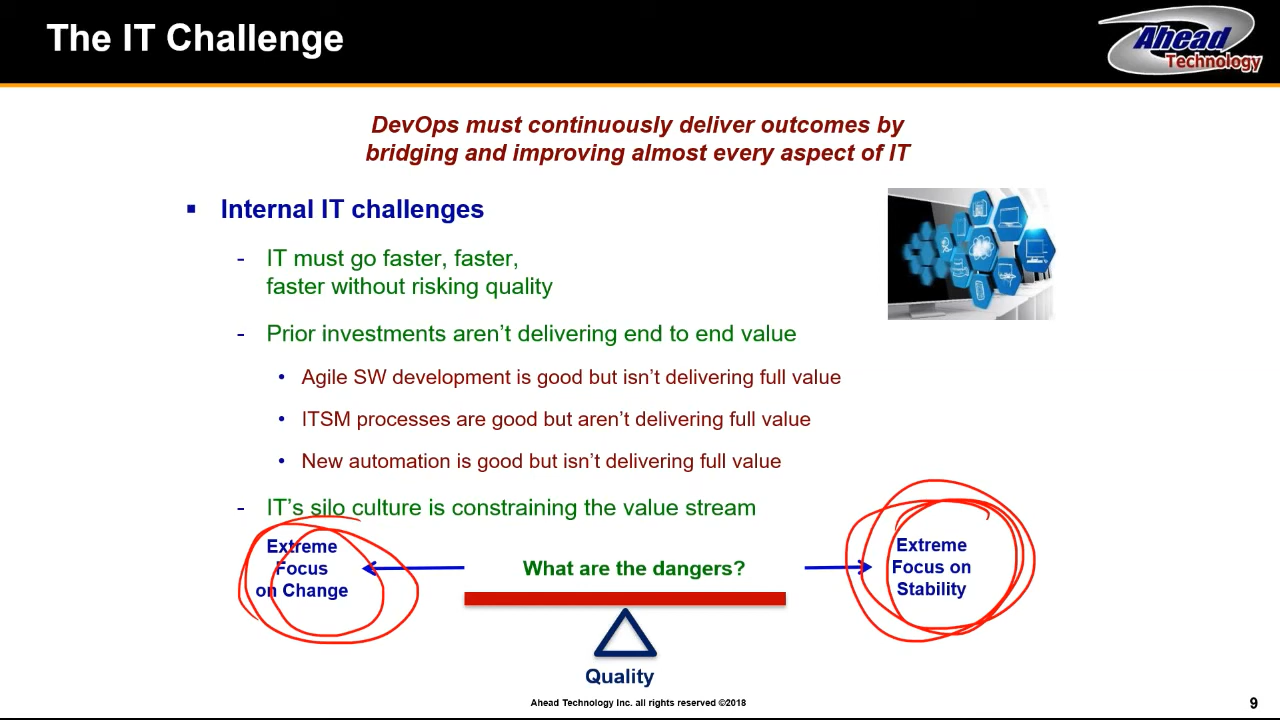 The IT Challenge
Ahead
Technology
DevOps must continuously deliver outcomes by
bridging and improving almost every aspect of IT
▪ Internal IT challenges
- IT must go faster, faster,
faster without risking quality
- Prior investments aren’t delivering end to end value
• Agile SW development is good but isn’t delivering full value
• ITSM processes are good but aren’t delivering full value
• New automation is good but isn’t delivering full value
- IT’s silo culture is constraining the value stream
Extreme
Focus
on Change
What are the dangers?
Extreme
Focus on
Stability
Quality
Ahead Technology Inc. all rights reserved ©2018
9